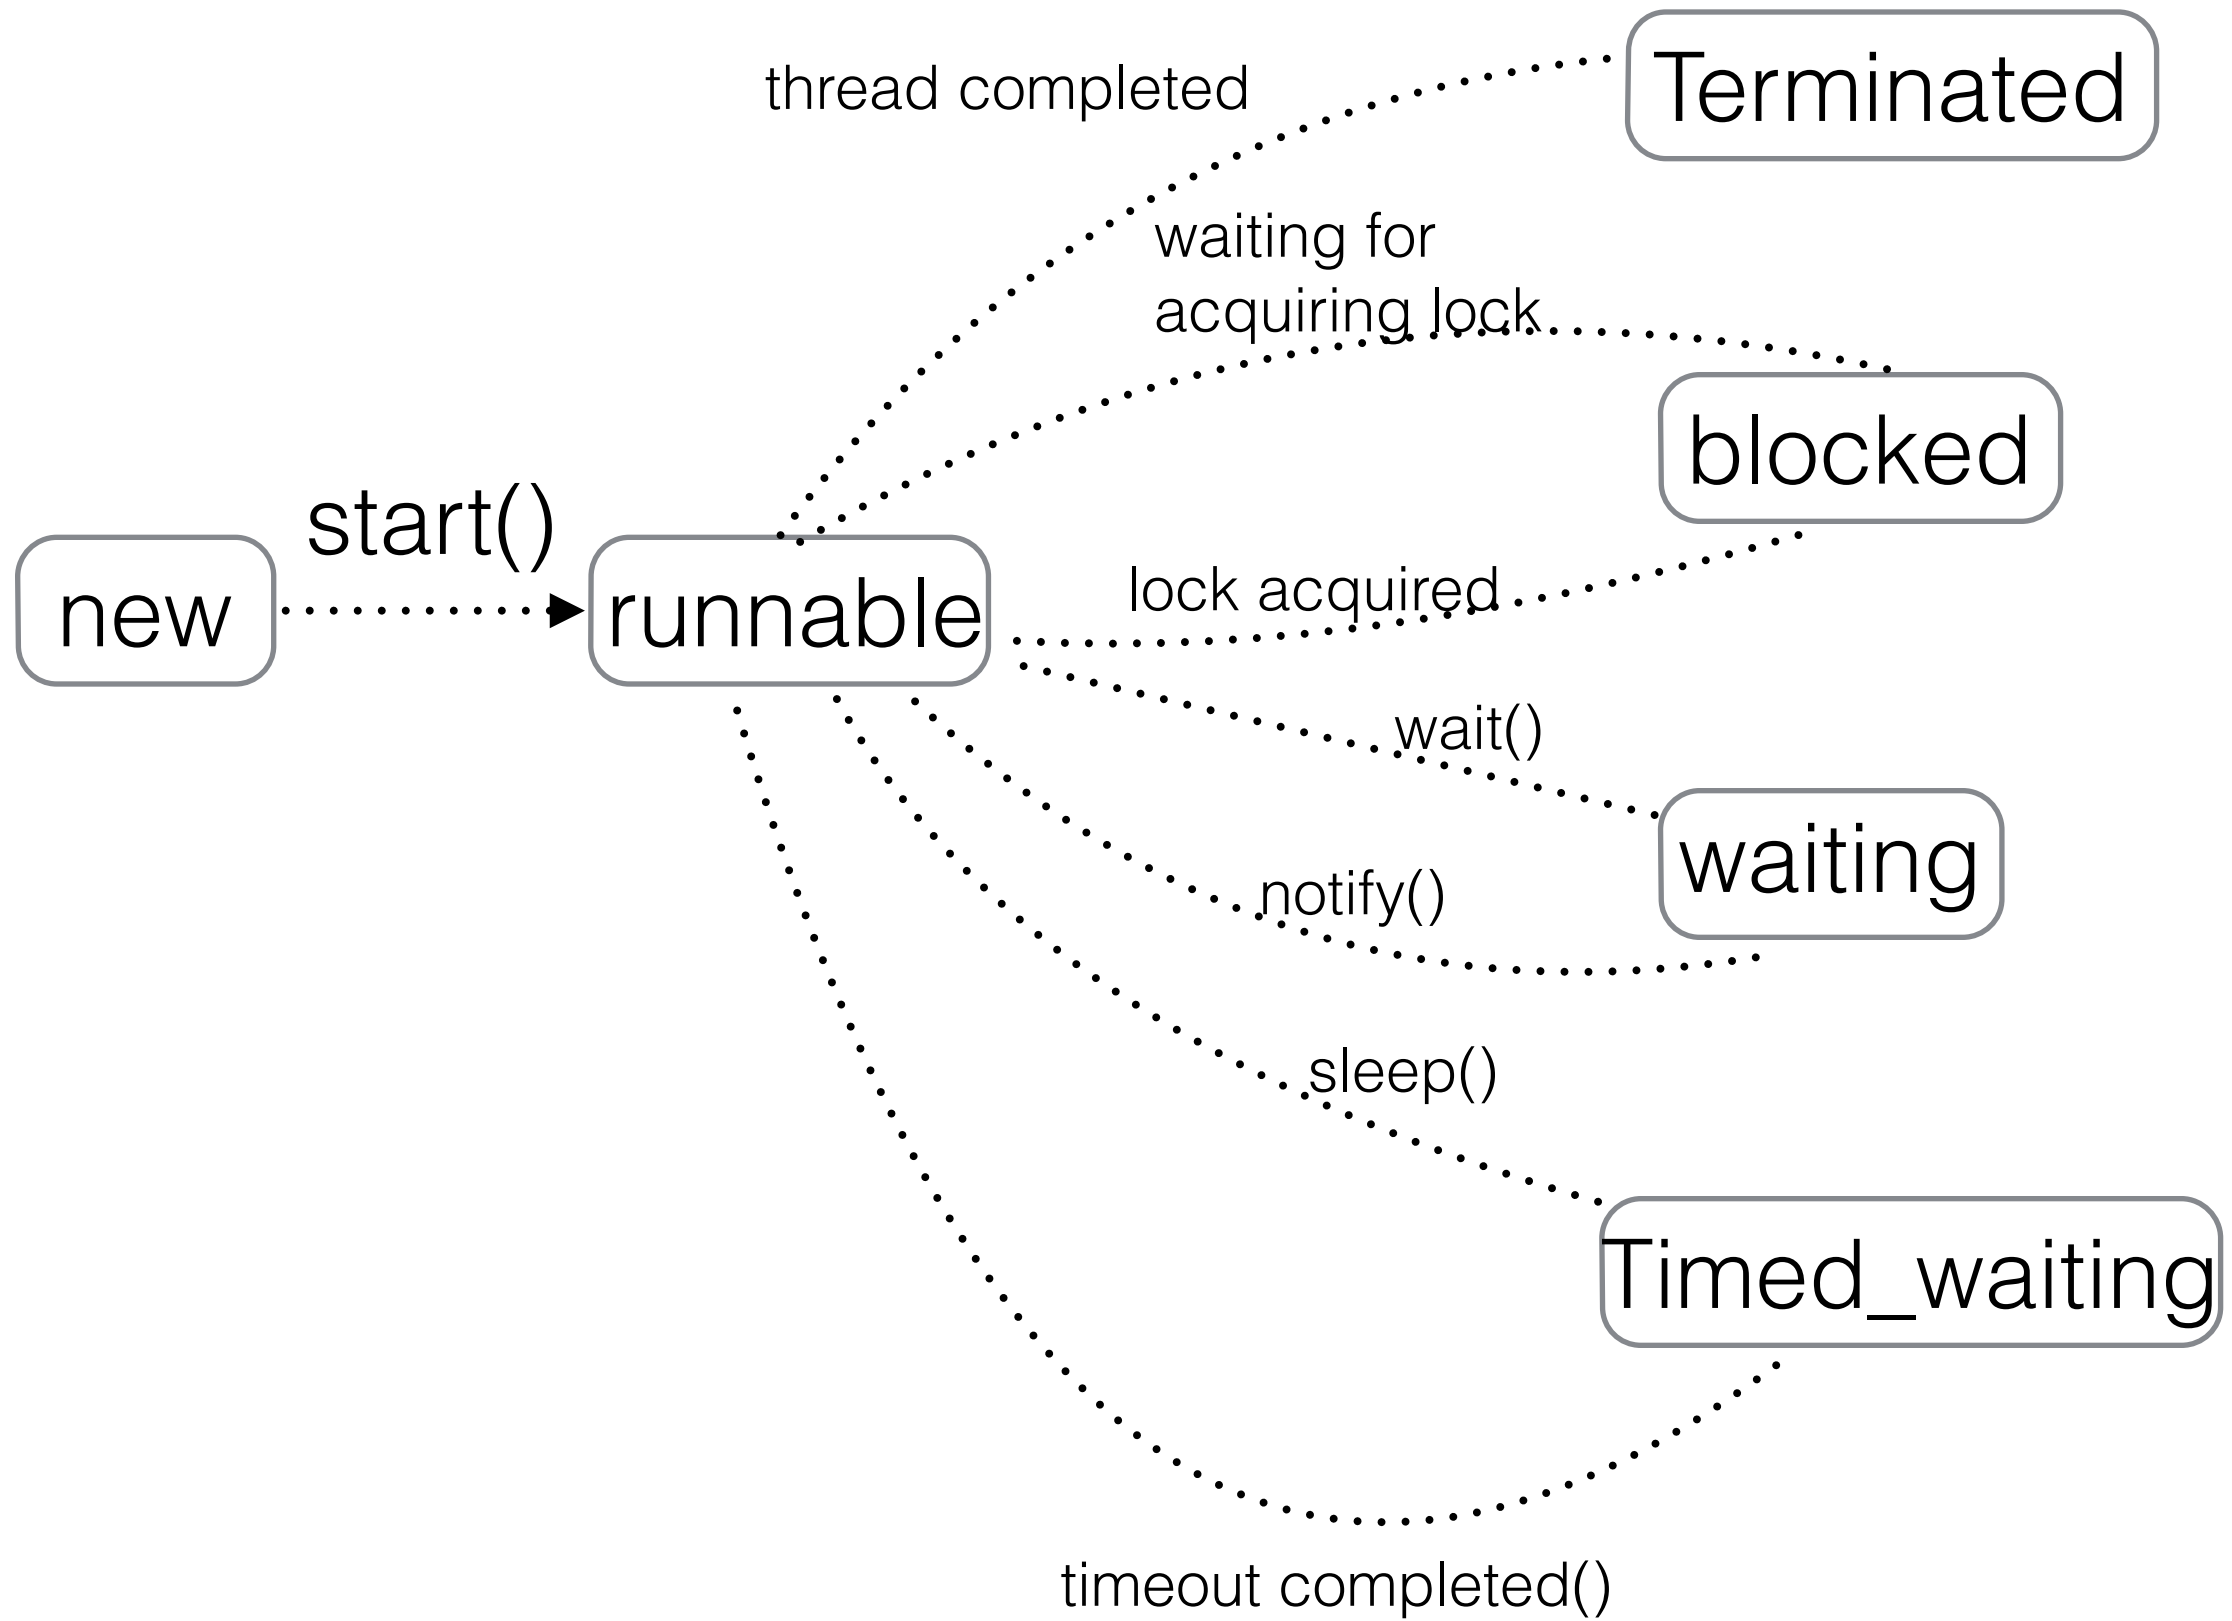 Terminated
thread completed
waiting for
acquiring lock
blocked
start()
new
runnable
lock acquired
wait()
waiting
notify()
sleep()
Timed_waiting
timeout completed()